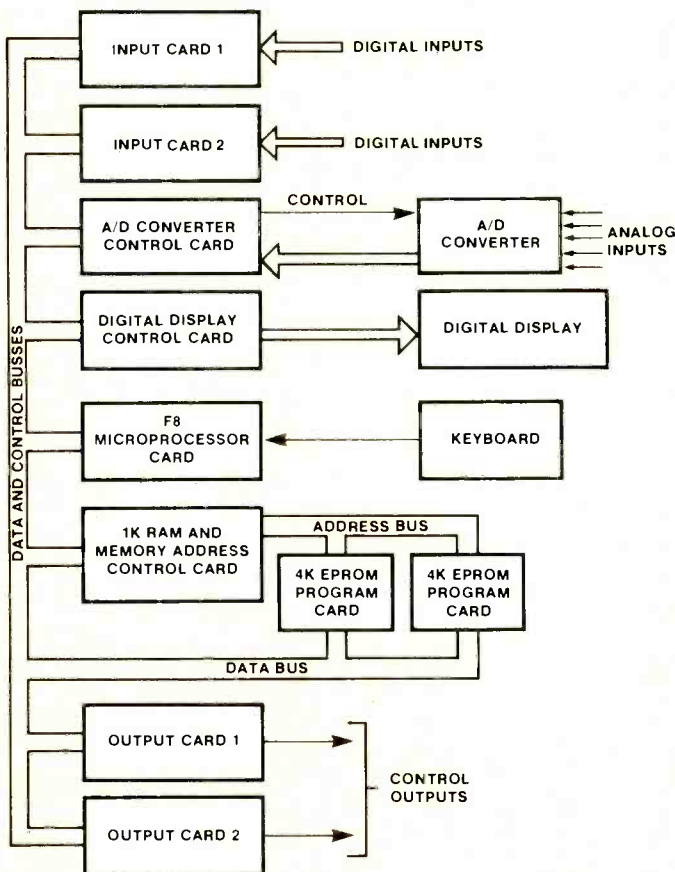 INPUT CARD 1
DIGITAL INPUTS
INPUT CARD 2
DIGITAL INPUTS
A/D CONVERTER
CONTROL CARD
CONTROL
A/D
CONVERTER
ANALOG
INPUTS
DIGITAL DISPLAY
CONTROL CARD
DIGITAL DISPLAY
DATA AND CONTROL BUSSES
F8
MICROPROCESSOR
CARD
KEYBOARD
1K RAM AND
MEMORY ADDRESS
CONTROL CARD
ADDRESS BUS
4K EPROM
PROGRAM
CARD
4K EPROM
PROGRAM
CARD
DATA BUS
OUTPUT CARD 1
OUTPUT CARD 2
CONTROL
OUTPUTS